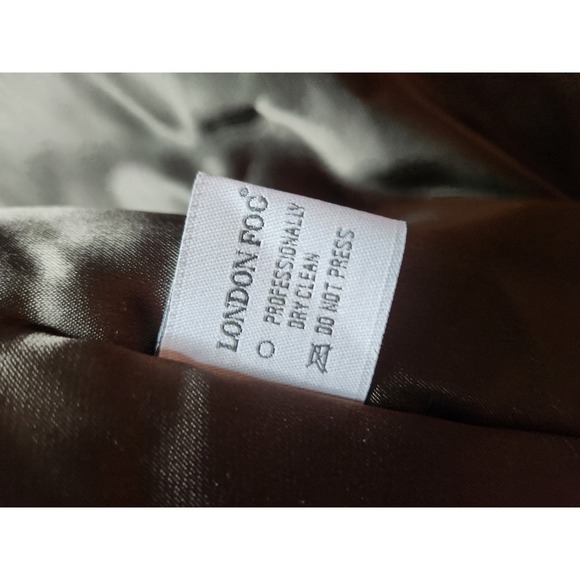 LONDON FOG®
PROFESSIONALLY
DRY CLEAN
DO NOT PRESS